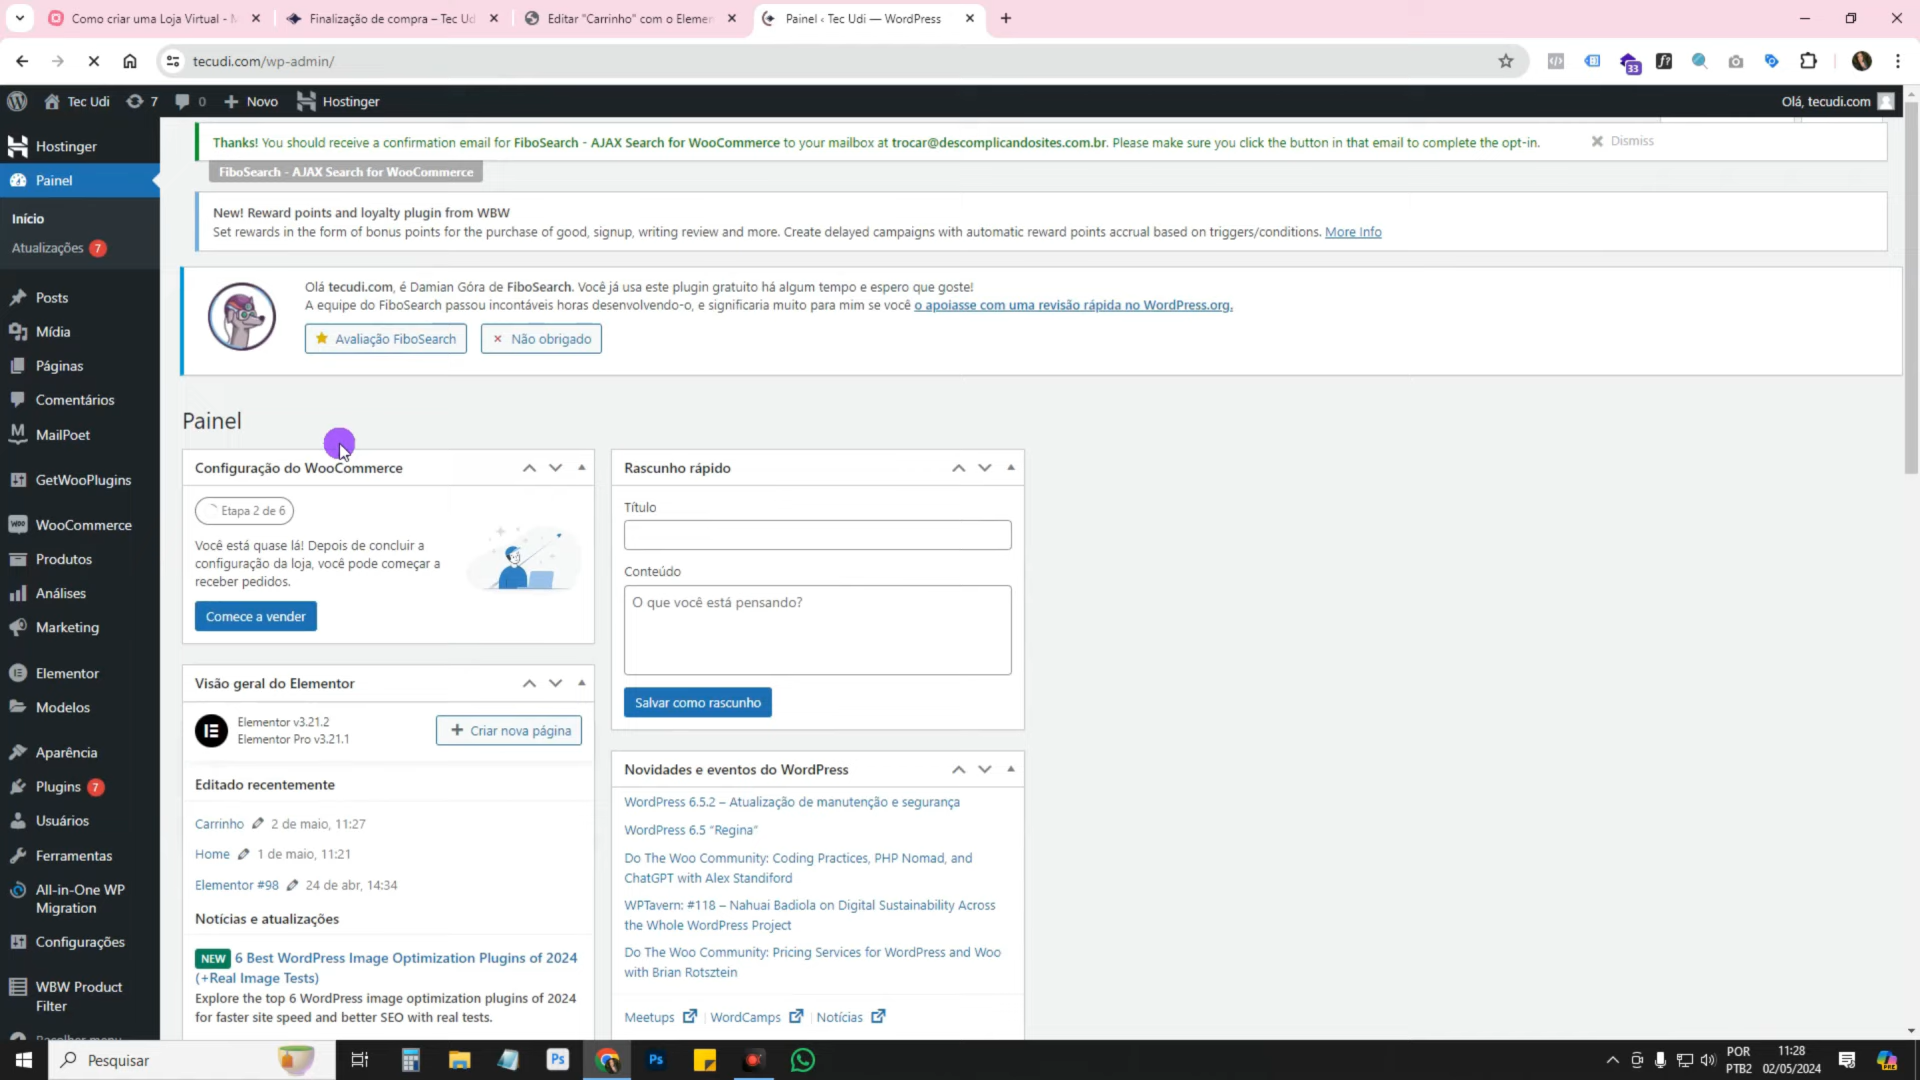 Como criar uma Loja Virtual -
Finalização de compra – Tec Ud
Editar "Carrinho" com o Elemen
Painel ‹ Tec Udi — WordPress
tecudi.com/wp-admin/
33
Tec Udi
7
0
Novo
Hostinger
Olá, tecudi.com
Hostinger
Painel
Início
Atualizações 7
Posts
Mídia
Páginas
Comentários
MailPoet
GetWooPlugins
WooCommerce
Produtos
Análises
Marketing
Elementor
Modelos
Aparência
Plugins 7
Usuários
Ferramentas
All-in-One WP
Migration
Configurações
WBW Product
Filter
Thanks! You should receive a confirmation email for FiboSearch - AJAX Search for WooCommerce to your mailbox at trocar@descomplicandosites.com.br. Please make sure you click the button in that email to complete the opt-in.
Dismiss
FiboSearch - AJAX Search for WooCommerce
New! Reward points and loyalty plugin from WBW
Set rewards in the form of bonus points for the purchase of good, signup, writing review and more. Create delayed campaigns with automatic reward points accrual based on triggers/conditions. More Info
Olá tecudi.com, é Damian Góra de FiboSearch. Você já usa este plugin gratuito há algum tempo e espero que goste!
A equipe do FiboSearch passou incontáveis horas desenvolvendo-o, e significaria muito para mim se você o apoiasse com uma revisão rápida no WordPress.org.
Avaliação FiboSearch
Não obrigado
Painel
Configuração do WooCommerce
Etapa 2 de 6
Você está quase lá! Depois de concluir a
configuração da loja, você pode começar a
receber pedidos.
Comece a vender
Visão geral do Elementor
Elementor v3.21.2
Elementor Pro v3.21.1
Criar nova página
Editado recentemente
Carrinho 2 de maio, 11:27
Home 1 de maio, 11:21
Elementor #98 24 de abr, 14:34
Notícias e atualizações
NEW 6 Best WordPress Image Optimization Plugins of 2024
(+Real Image Tests)
Explore the top 6 WordPress image optimization plugins of 2024
for faster site speed and better SEO with real tests.
Rascunho rápido
Título
Conteúdo
O que você está pensando?
Salvar como rascunho
Novidades e eventos do WordPress
WordPress 6.5.2 – Atualização de manutenção e segurança
WordPress 6.5 "Regina"
Do The Woo Community: Coding Practices, PHP Nomad, and
ChatGPT with Alex Standiford
WPTavern: #118 – Nahuai Badiola on Digital Sustainability Across
the Whole WordPress Project
Do The Woo Community: Pricing Services for WordPress and Woo
with Brian Rotsztein
Meetups | WordCamps | Notícias
Pesquisar
POR
PTB2
11:28
02/05/2024